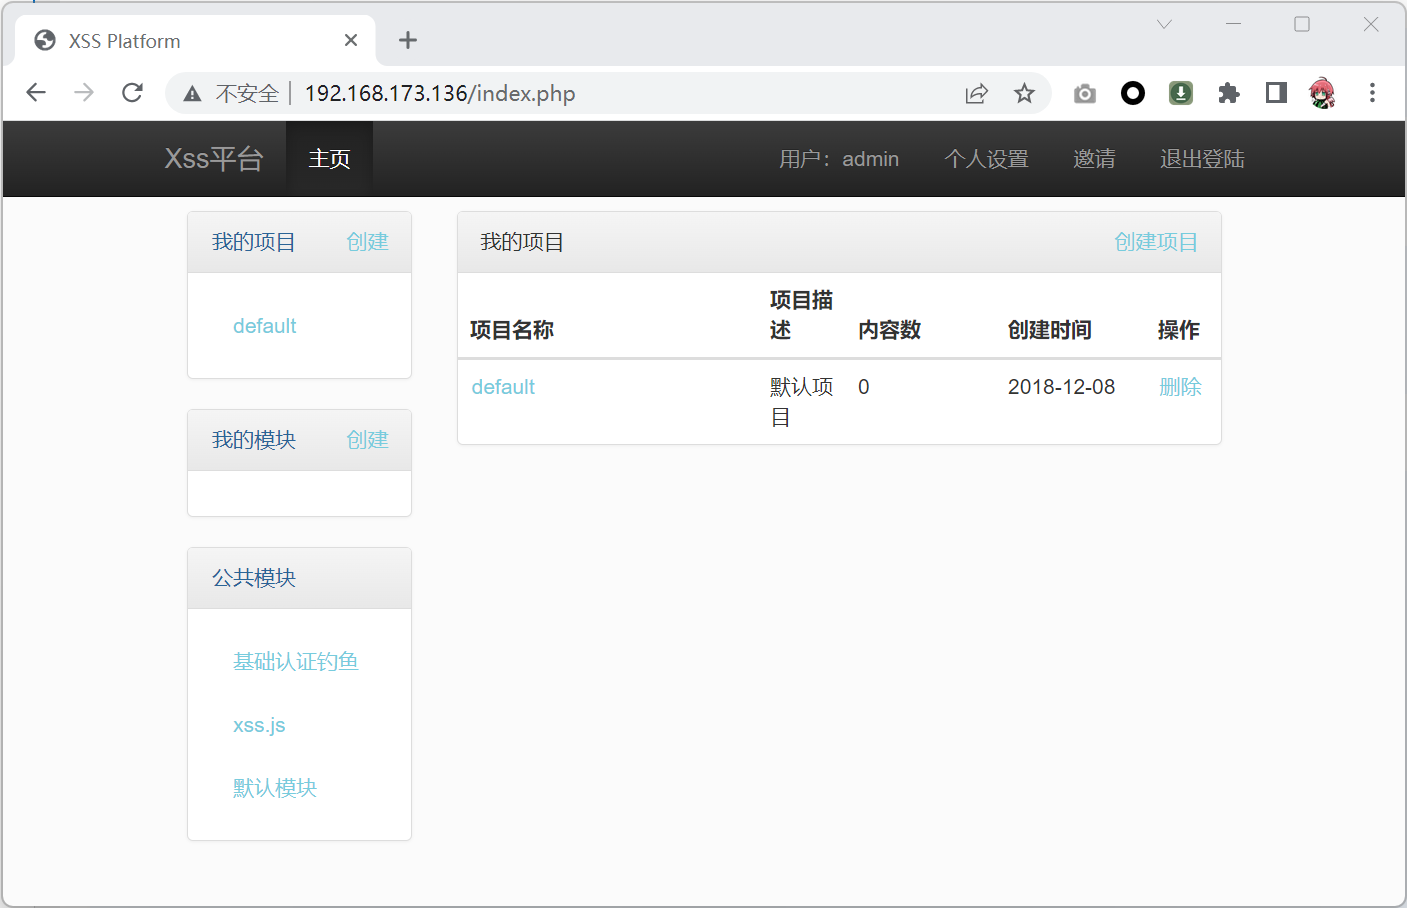 XSS Platform
不安全 192.168.173.136/index.php
Xss平台 主页 用户：admin 个人设置 邀请 退出登陆
我的项目 创建
default
我的模块 创建
公共模块
基础认证钓鱼
xss.js
默认模块
我的项目 创建项目
项目名称 项目描述 内容数 创建时间 操作
default 默认项目 0 2018-12-08 删除